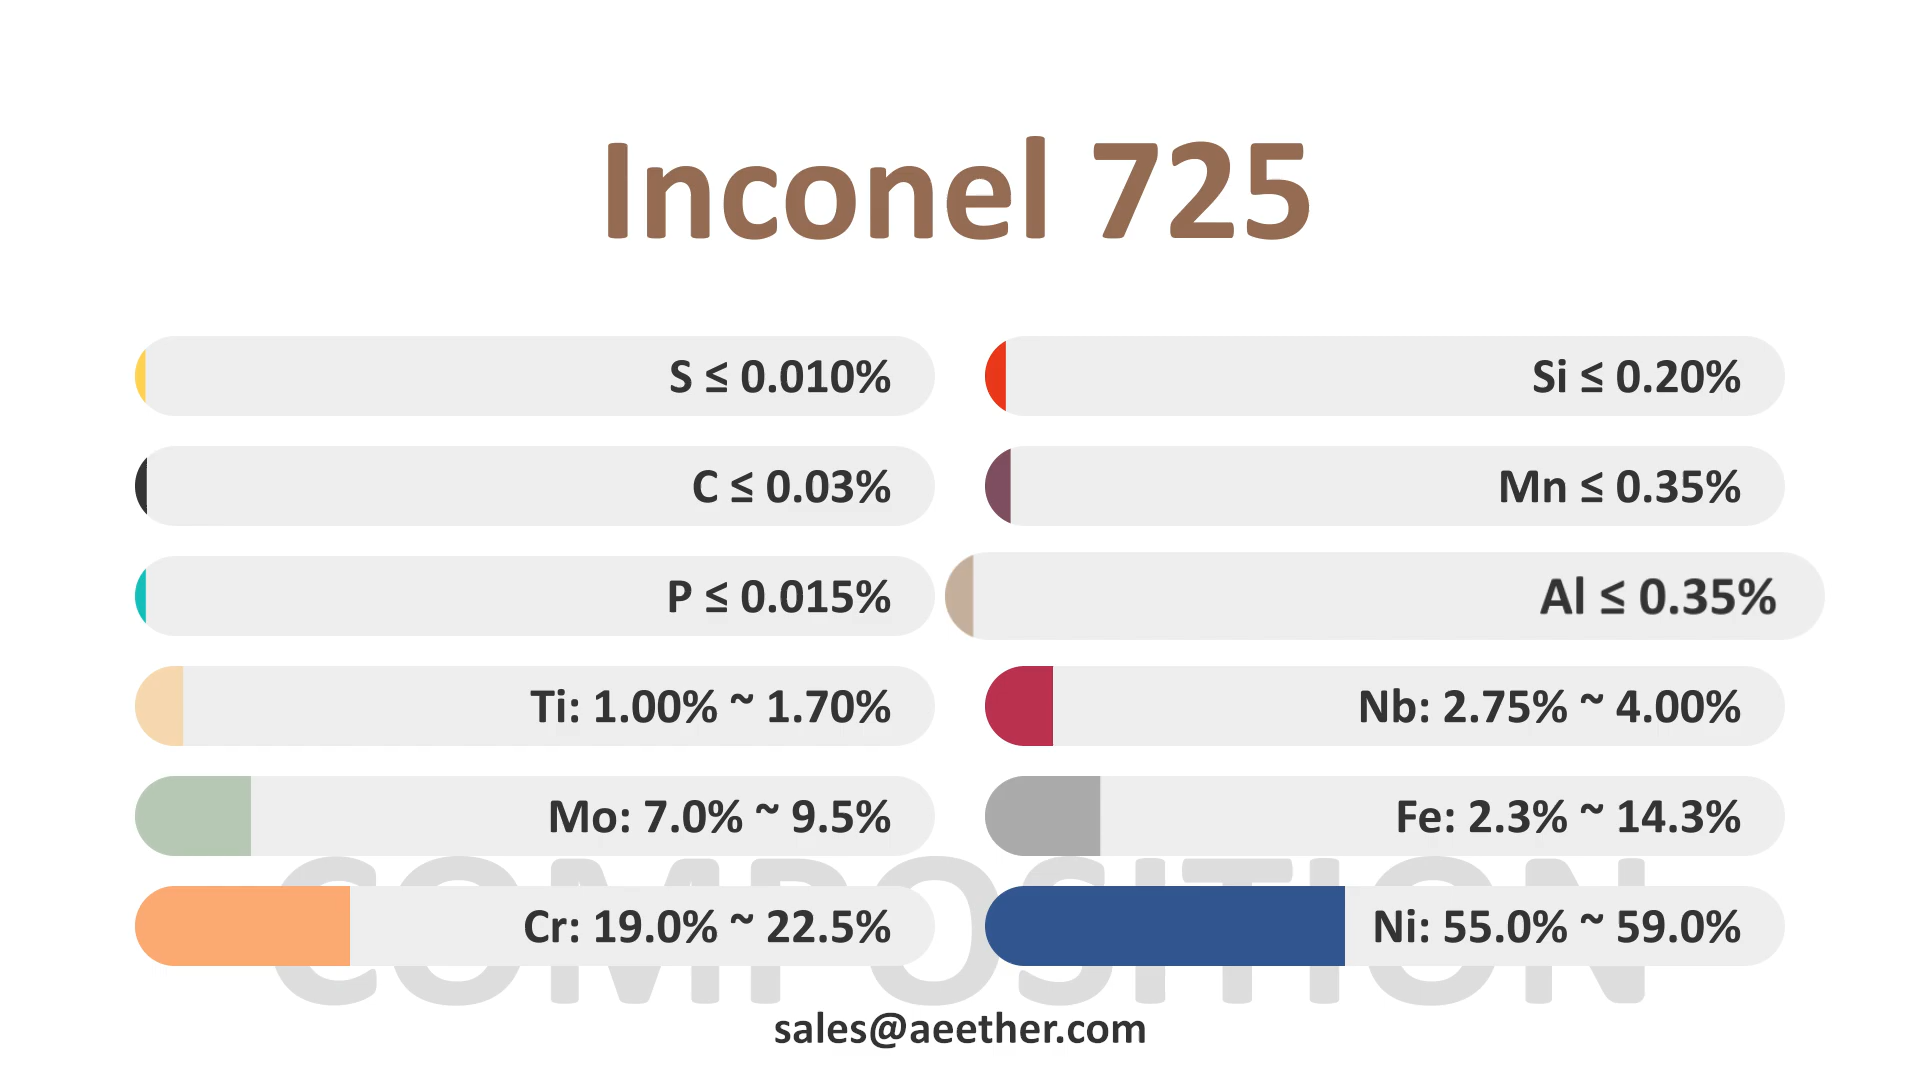 Inconel 725
S ≤ 0.010%
Si ≤ 0.20%
C ≤ 0.03%
Mn ≤ 0.35%
P ≤ 0.015%
Al ≤ 0.35%
Ti: 1.00% ~ 1.70%
Nb: 2.75% ~ 4.00%
Mo: 7.0% ~ 9.5%
Fe: 2.3% ~ 14.3%
Cr: 19.0% ~ 22.5%
Ni: 55.0% ~ 59.0%
COMPOSITION
sales@aeether.com